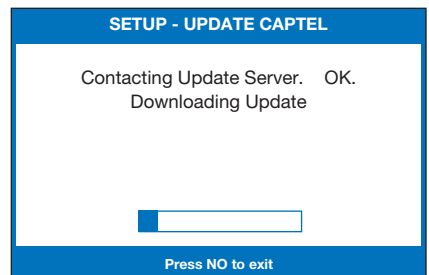 SETUP - UPDATE CAPTEL
Contacting Update Server. OK.
Downloading Update
Press NO to exit